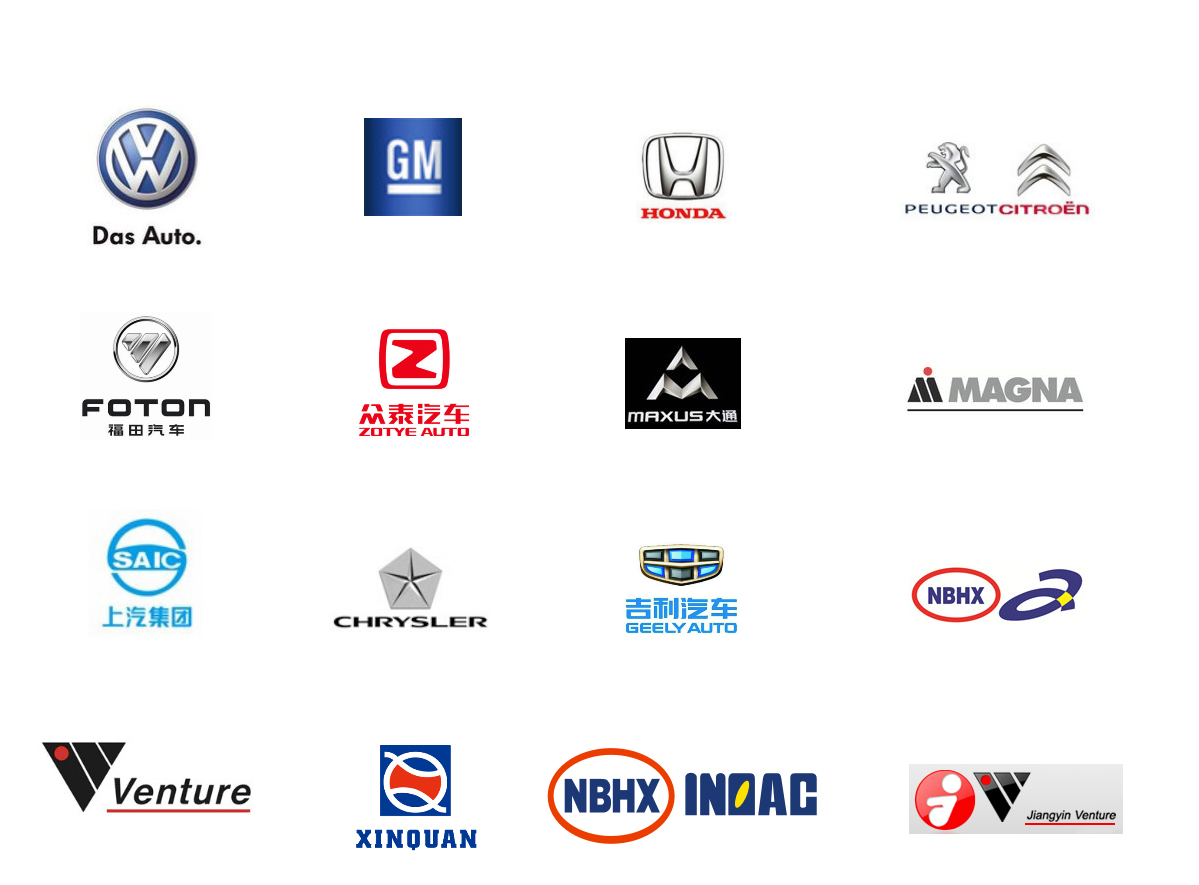 Das Auto.
GM
HONDA
PEUGEOT CITROËN
FOTON
福田汽车
众泰汽车
ZOTYE AUTO
MAXUS大通
MAGNA
SAIC
上汽集团
CHRYSLER
吉利汽车
GEELY AUTO
NBHX
Venture
XINQUAN
NBHX INOAC
Jiangyin Venture